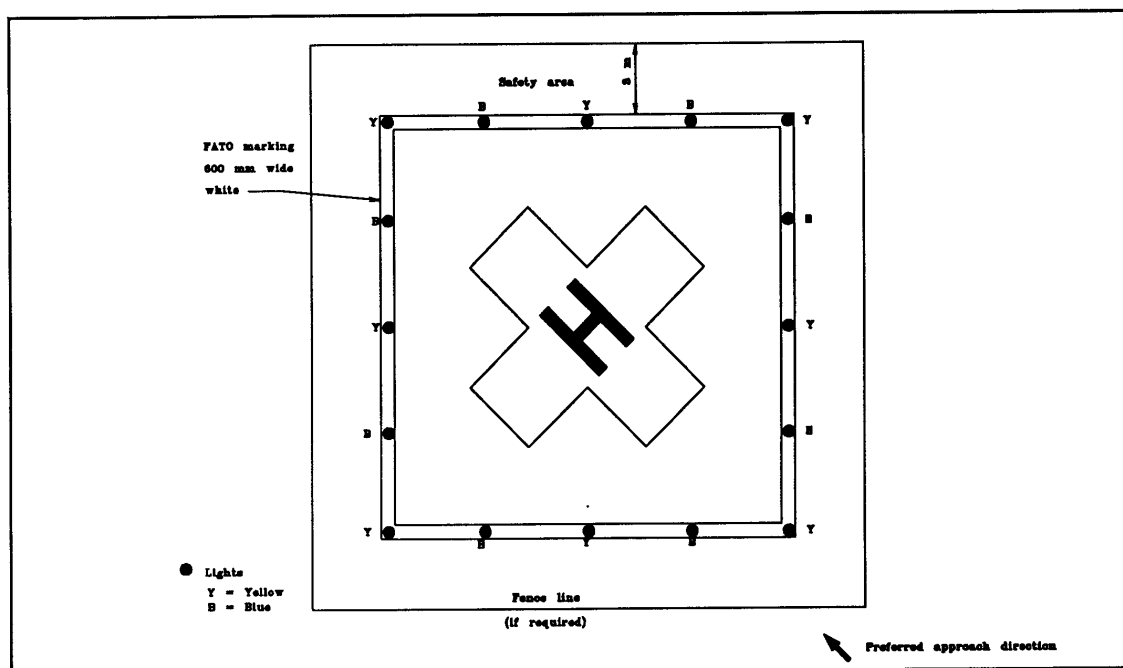 Safety area
B Y B
Y Y
FATO marking
600 mm wide
white
B B
H
Y Y
B B
Y Y
B Y B
Lights
Y = Yellow
B = Blue
Fence line
(if required)
Preferred approach direction